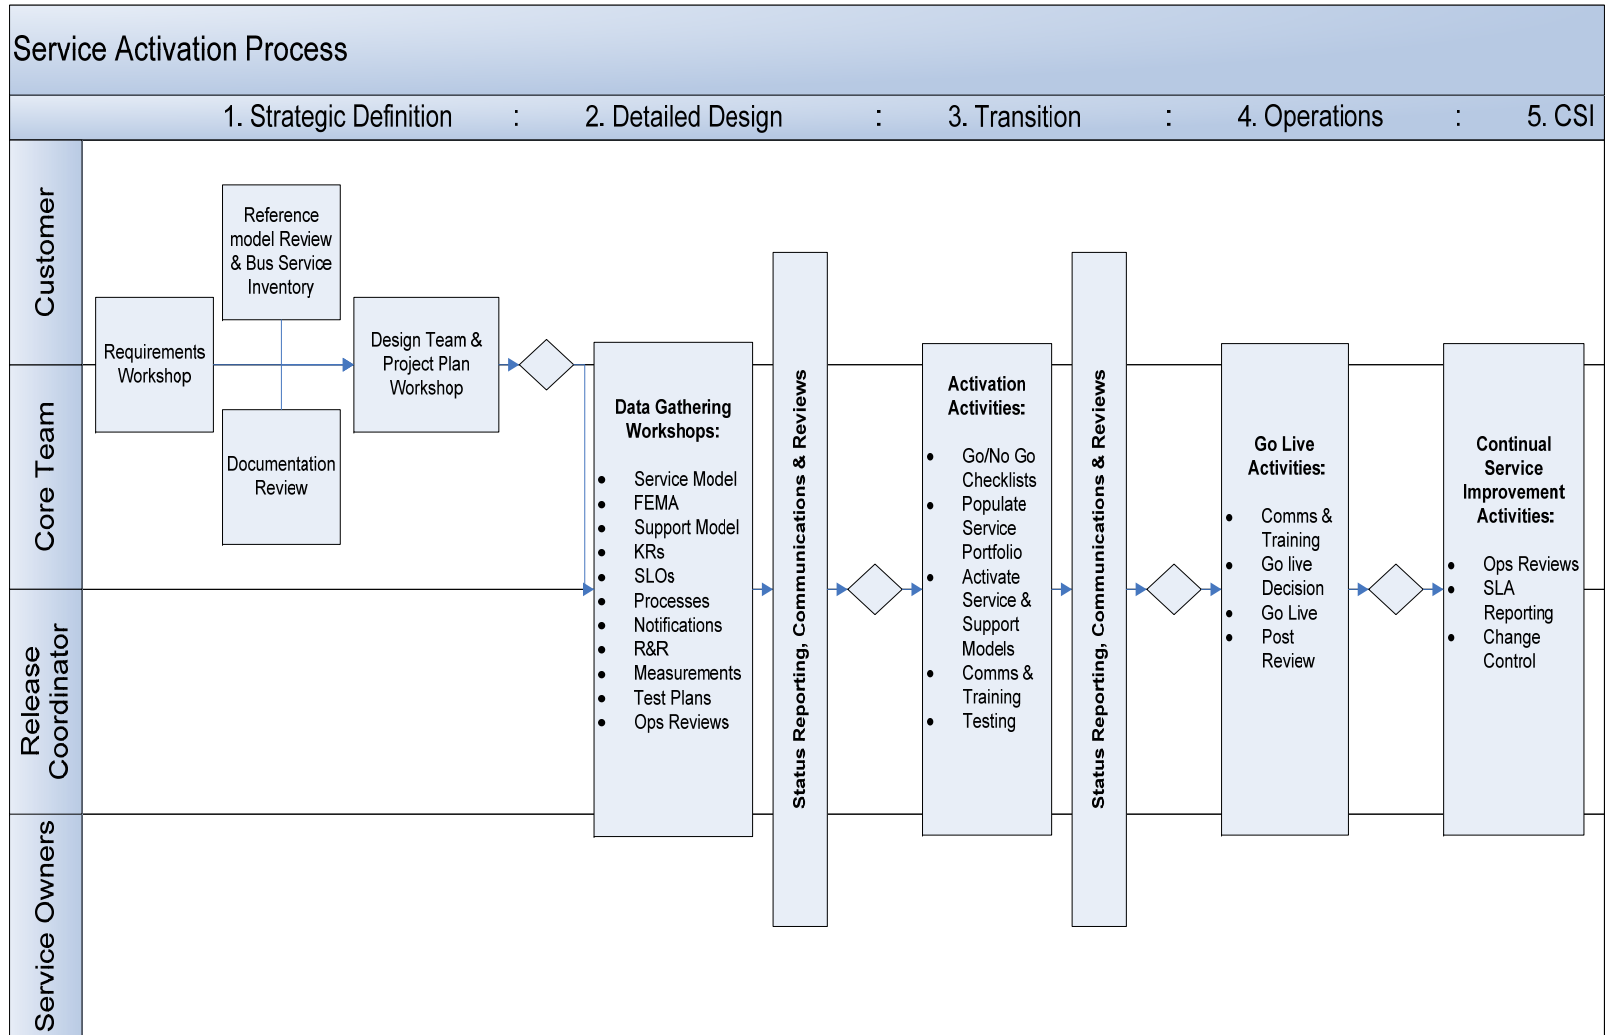 Service Activation Process
1. Strategic Definition : 2. Detailed Design : 3. Transition : 4. Operations : 5. CSI
Customer
Core Team
Release
Coordinator
Service Owners
Requirements
Workshop
Reference
model Review
& Bus Service
Inventory
Documentation
Review
Design Team &
Project Plan
Workshop
Data Gathering
Workshops:
• Service Model
• FEMA
• Support Model
• KRs
• SLOs
• Processes
• Notifications
• R&R
• Measurements
• Test Plans
• Ops Reviews
Status Reporting, Communications & Reviews
Activation
Activities:
• Go/No Go
Checklists
• Populate
Service
Portfolio
• Activate
Service &
Support
Models
• Comms &
Training
• Testing
Status Reporting, Communications & Reviews
Go Live
Activities:
• Comms &
Training
• Go live
Decision
• Go Live
• Post
Review
Continual
Service
Improvement
Activities:
• Ops Reviews
• SLA
Reporting
• Change
Control